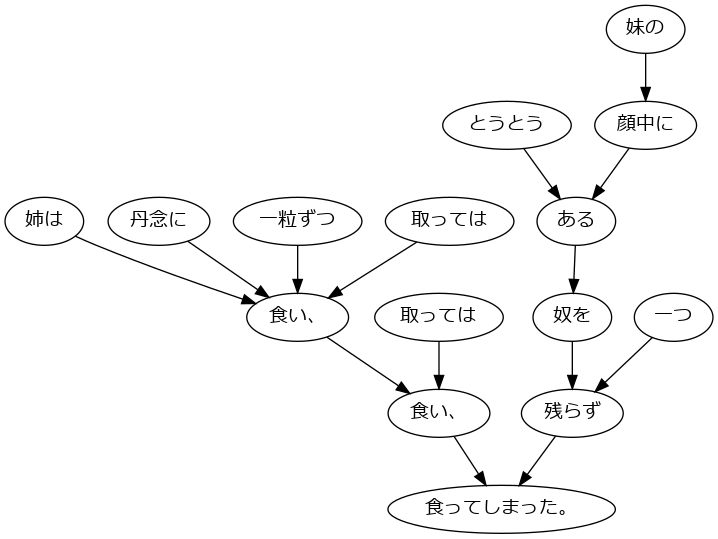 妹の
とうとう
顔中に
姉は
丹念に
一粒ずつ
取っては
ある
食い、
取っては
奴を
一つ
食い、
残らず
食ってしまった。